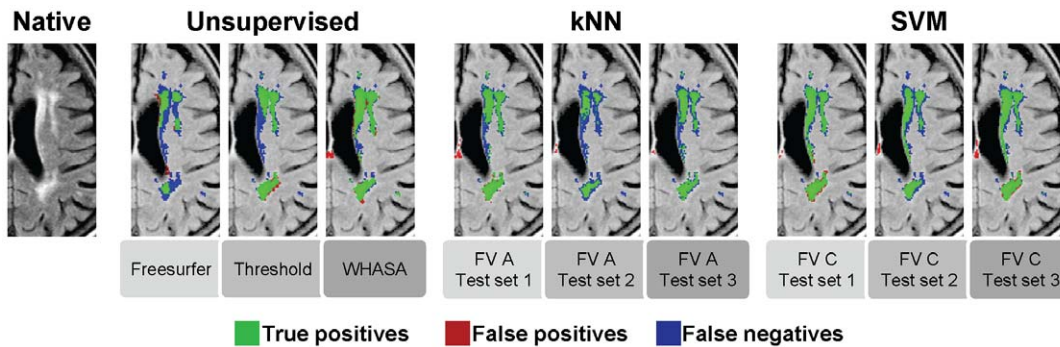 Native
Unsupervised
kNN
SVM
Freesurfer
Threshold
WHASA
FV A
Test set 1
FV A
Test set 2
FV A
Test set 3
FV C
Test set 1
FV C
Test set 2
FV C
Test set 3
True positives
False positives
False negatives